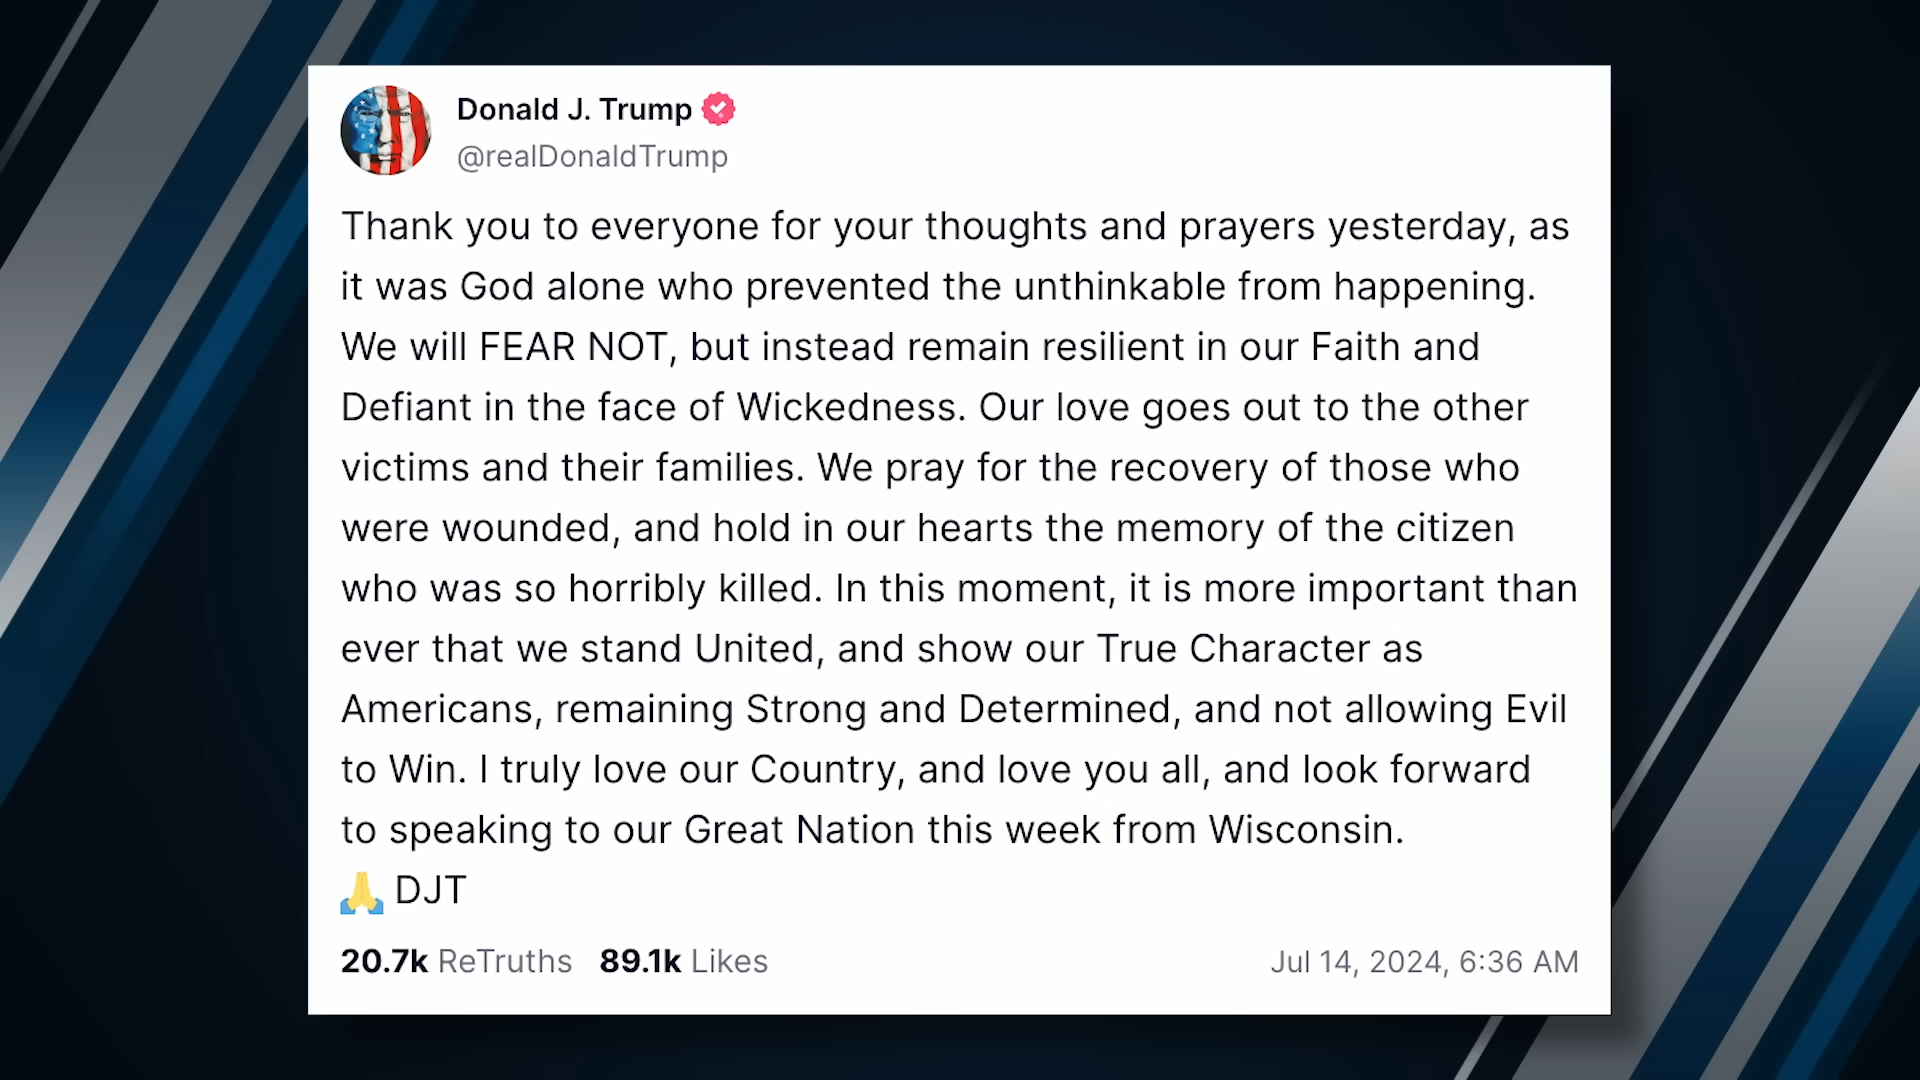 Donald J. Trump
@realDonaldTrump
Thank you to everyone for your thoughts and prayers yesterday, as
it was God alone who prevented the unthinkable from happening.
We will FEAR NOT, but instead remain resilient in our Faith and
Defiant in the face of Wickedness. Our love goes out to the other
victims and their families. We pray for the recovery of those who
were wounded, and hold in our hearts the memory of the citizen
who was so horribly killed. In this moment, it is more important than
ever that we stand United, and show our True Character as
Americans, remaining Strong and Determined, and not allowing Evil
to Win. I truly love our Country, and love you all, and look forward
to speaking to our Great Nation this week from Wisconsin.
🙏 DJT
20.7k ReTruths 89.1k Likes Jul 14, 2024, 6:36 AM